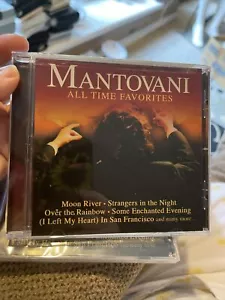 MANTOVANI
ALL TIME FAVORITES
Moon River • Strangers in the Night
Over the Rainbow • Some Enchanted Evening
(I Left My Heart) In San Francisco and many more